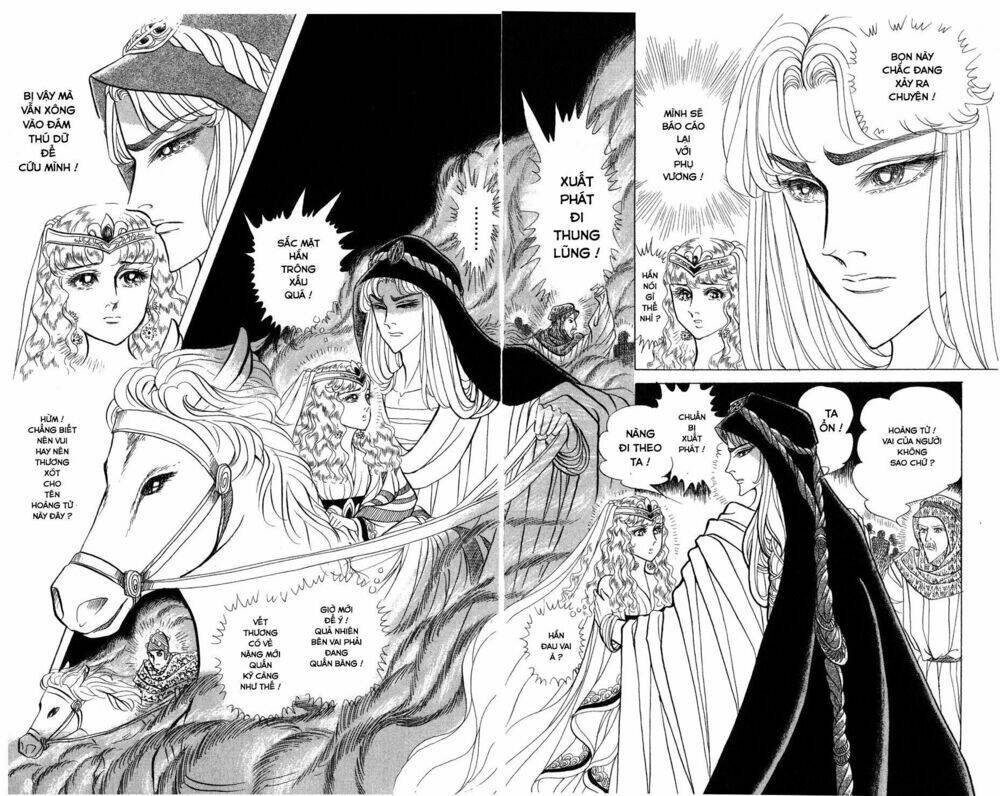 BỌN NÀY
CHẮC ĐANG
XẢY RA
CHUYỆN !
MÌNH SẼ
BÁO CÁO
LẠI
VỚI
PHỤ
VƯƠNG !
HẮN
NÓI
GÌ
THẾ
NHỈ ?
HOÀNG TỬ !
VAI CỦA NGƯỜI
KHÔNG
SAO CHỨ ?
TA
ỔN !
CHUẨN
BỊ
XUẤT
PHÁT !
NÀNG
ĐI THEO
TA !
HẮN
ĐAU VAI
À ?
XUẤT
PHÁT
ĐI
THUNG
LŨNG !
.........
SẮC MẶT
HẮN
TRÔNG
XẤU
QUÁ !
GIỜ MỚI
ĐỂ Ý !
QUẢ NHIÊN
BÊN VAI PHẢI
ĐANG
QUẤN BĂNG !
VẾT
THƯƠNG
CÓ VẺ
NẶNG MỚI
QUẤN
KỸ CÀNG
NHƯ THẾ !
BỊ VẬY MÀ
VẪN XÔNG
VÀO ĐÁM
THÚ DỮ
ĐỂ
CỨU MÌNH !
HỪM !
CHẲNG BIẾT
NÊN VUI
HAY NÊN
THƯƠNG
XÓT
CHO
TÊN
HOÀNG TỬ
NÀY ĐÂY ?